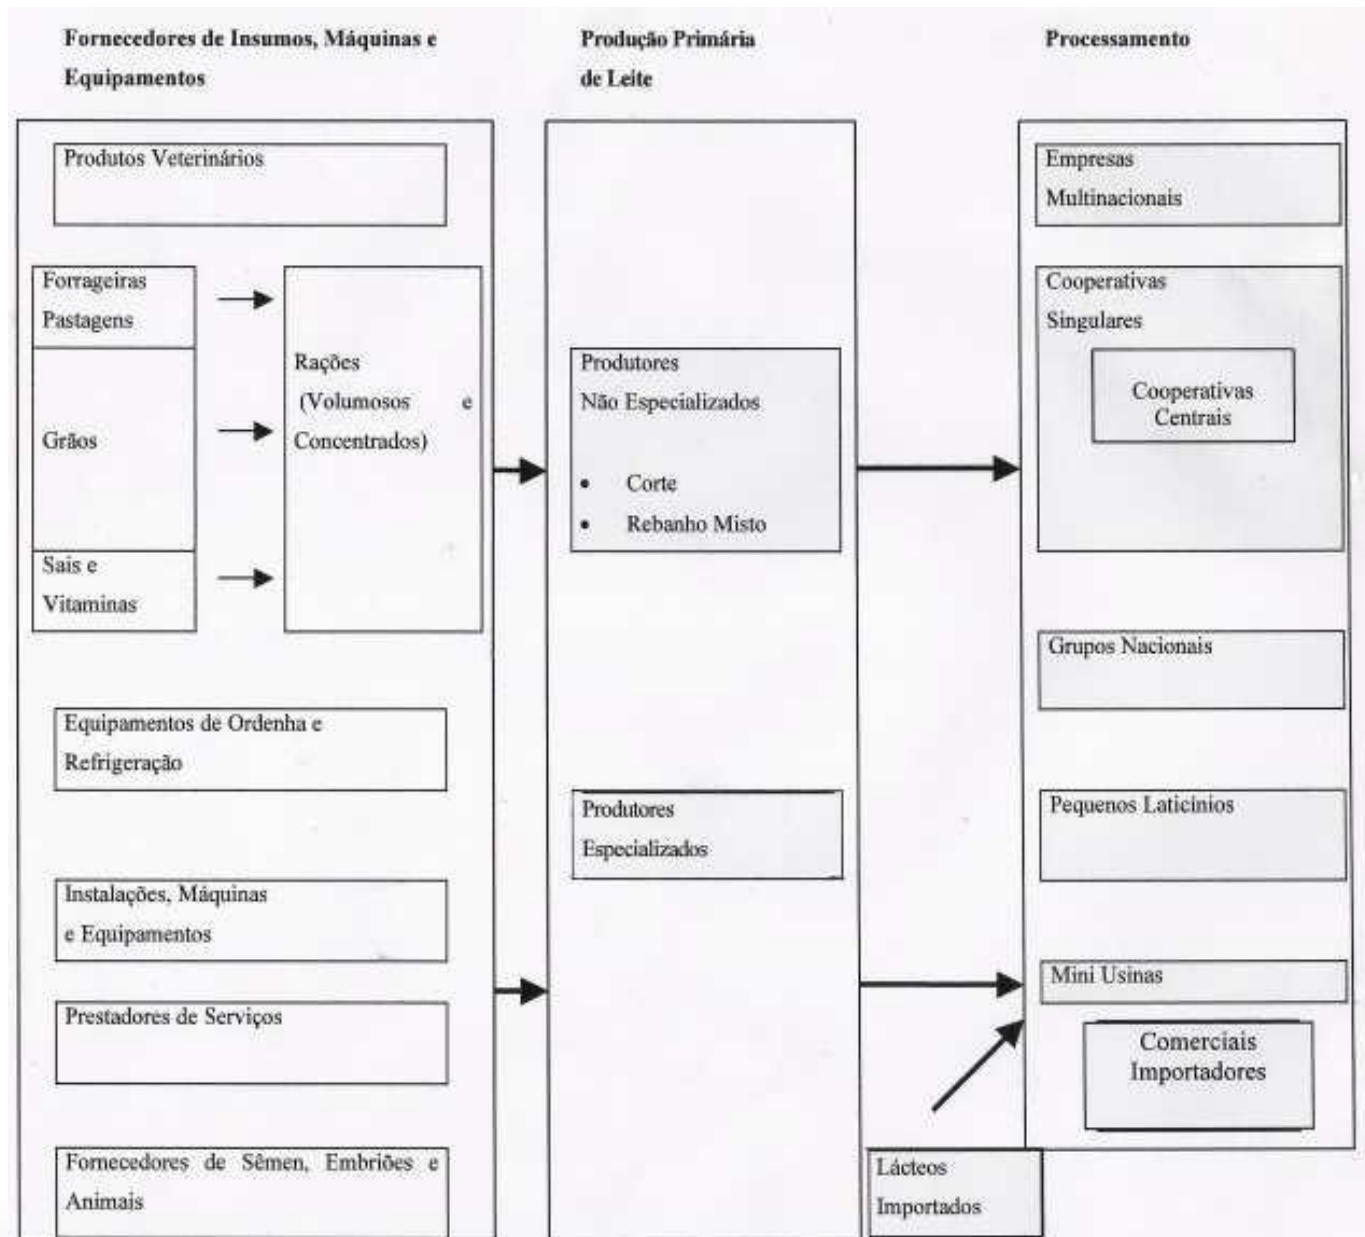 Fornecedores de Insumos, Máquinas e
Equipamentos
Produtos Veterinários
Forrageiras
Pastagens
Grãos
Sais e
Vitaminas
Rações
(Volumosos e
Concentrados)
Equipamentos de Ordenha e
Refrigeração
Instalações, Máquinas
e Equipamentos
Prestadores de Serviços
Fornecedores de Sêmen, Embriões e
Animais
Produção Primária
de Leite
Produtores
Não Especializados
• Corte
• Rebanho Misto
Produtores
Especializados
Lácteos
Importados
Processamento
Empresas
Multinacionais
Cooperativas
Singulares
Cooperativas
Centrais
Grupos Nacionais
Pequenos Laticínios
Mini Usinas
Comerciais
Importadores